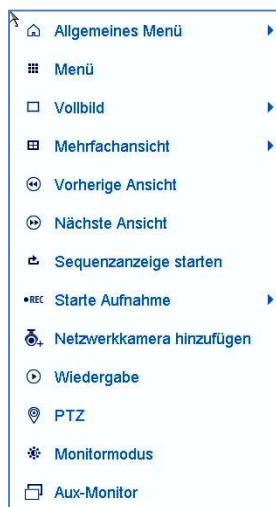 Allgemeines Menü
Menü
Vollbild
Mehrfachansicht
Vorherige Ansicht
Nächste Ansicht
Sequenzanzeige starten
REC Starte Aufnahme
Netzwerkkamera hinzufügen
Wiedergabe
PTZ
Monitormodus
Aux-Monitor